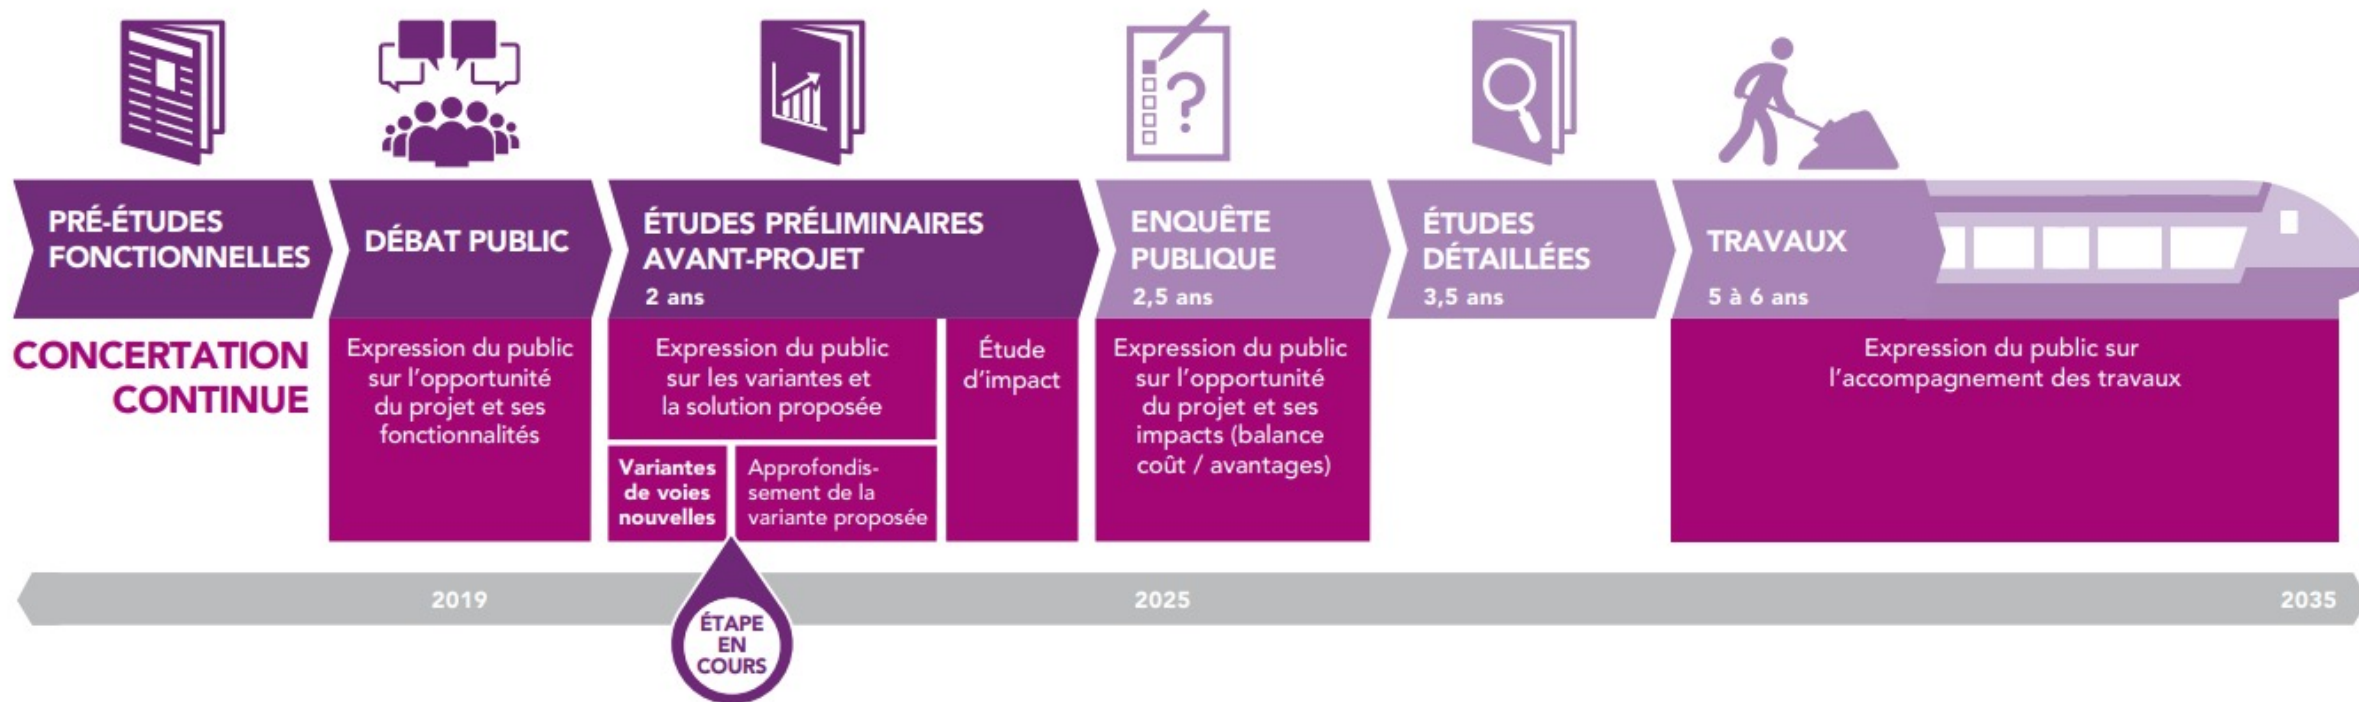 PRÉ-ÉTUDES
FONCTIONNELLES
DÉBAT PUBLIC
ÉTUDES PRÉLIMINAIRES
AVANT-PROJET
2 ans
ENQUÊTE
PUBLIQUE
2,5 ans
ÉTUDES
DÉTAILLÉES
3,5 ans
TRAVAUX
5 à 6 ans
CONCERTATION
CONTINUE
Expression du public
sur l'opportunité
du projet et ses
fonctionnalités
Expression du public
sur les variantes et
la solution proposée
Variantes
de voies
nouvelles
Approfondis-
sement de la
variante proposée
Étude
d'impact
Expression du public
sur l'opportunité
du projet et ses
impacts (balance
coût / avantages)
Expression du public sur
l'accompagnement des travaux
2019
2025
2035
ÉTAPE
EN
COURS
?